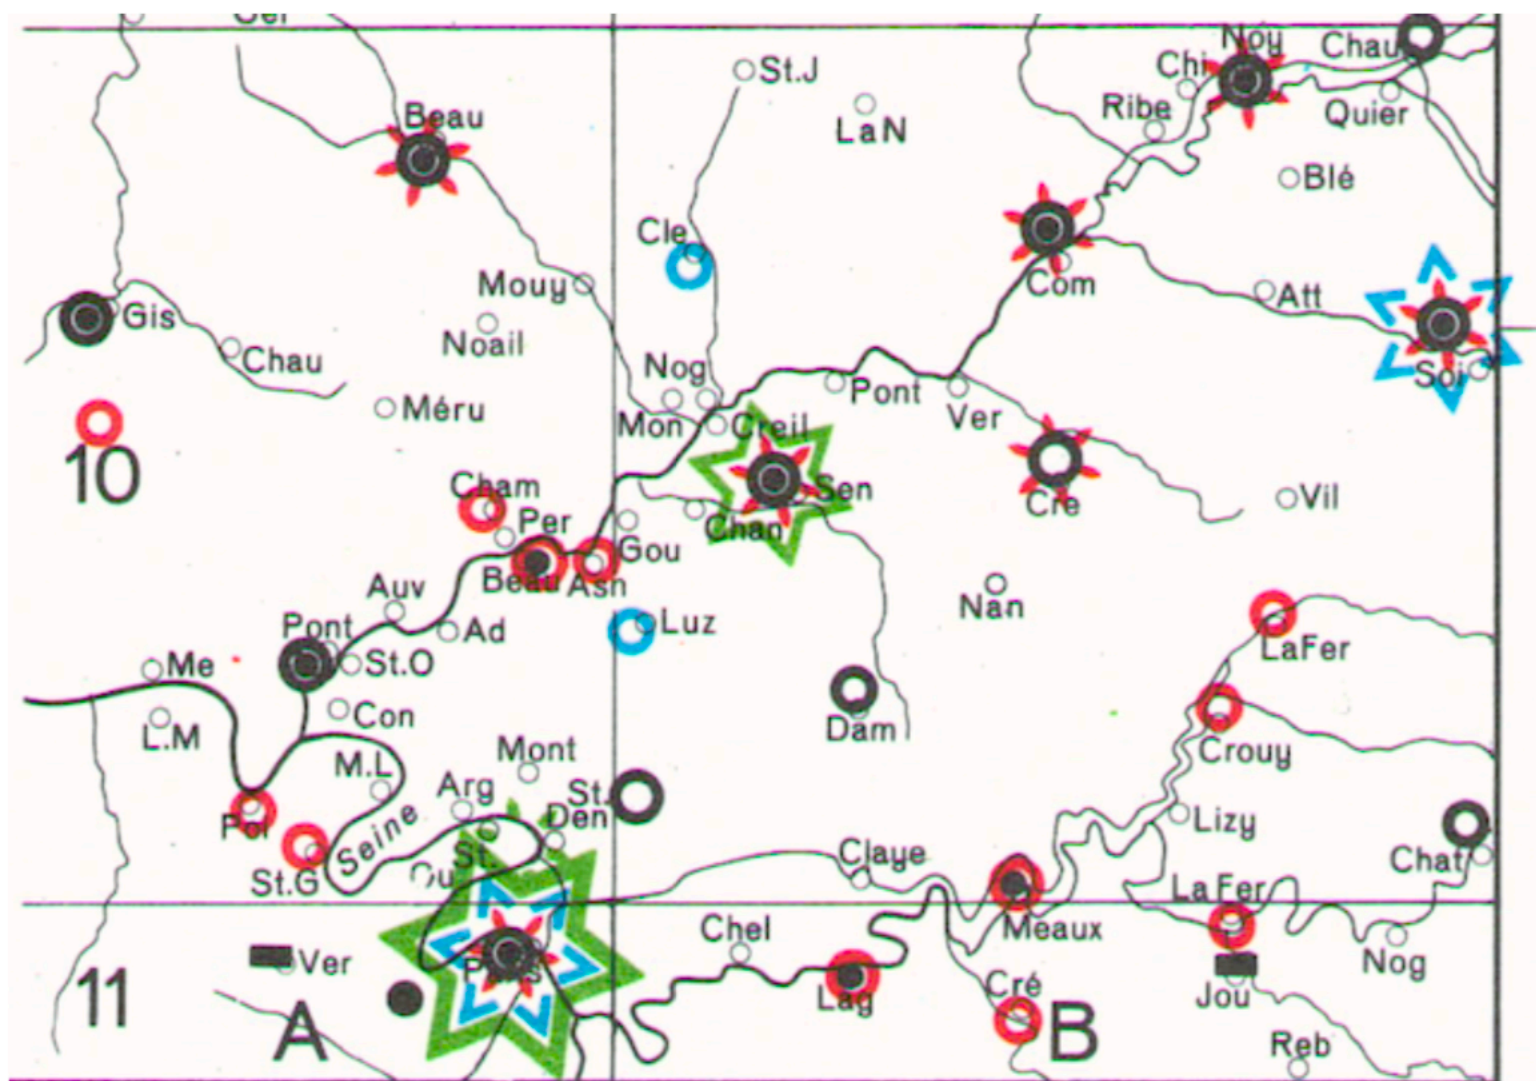 Noy
Chau
St.J
Chi
Beau
Ribe
Quier
LaN
Blé
Cle
Mouy
Com
Att
Gis
Noail
Chau
Nog
Soi
Pont
Méru
Mon
Creil
Ver
10
Cham
Sen
Cre
Vil
Per
Chan
Gou
Beau
Asn
Auv
Nan
Pont
Ad
Luz
St.O
LaFer
Me
Con
L.M
Dam
Mont
Crouy
M.L
Arg
St.
Den
Lizy
Pol
Seine
St.
Claye
Chat
St.G
La Fer
Chel
Meaux
Ver
Paris
Nog
11
Lag
Cré
Jou
A
B
Reb